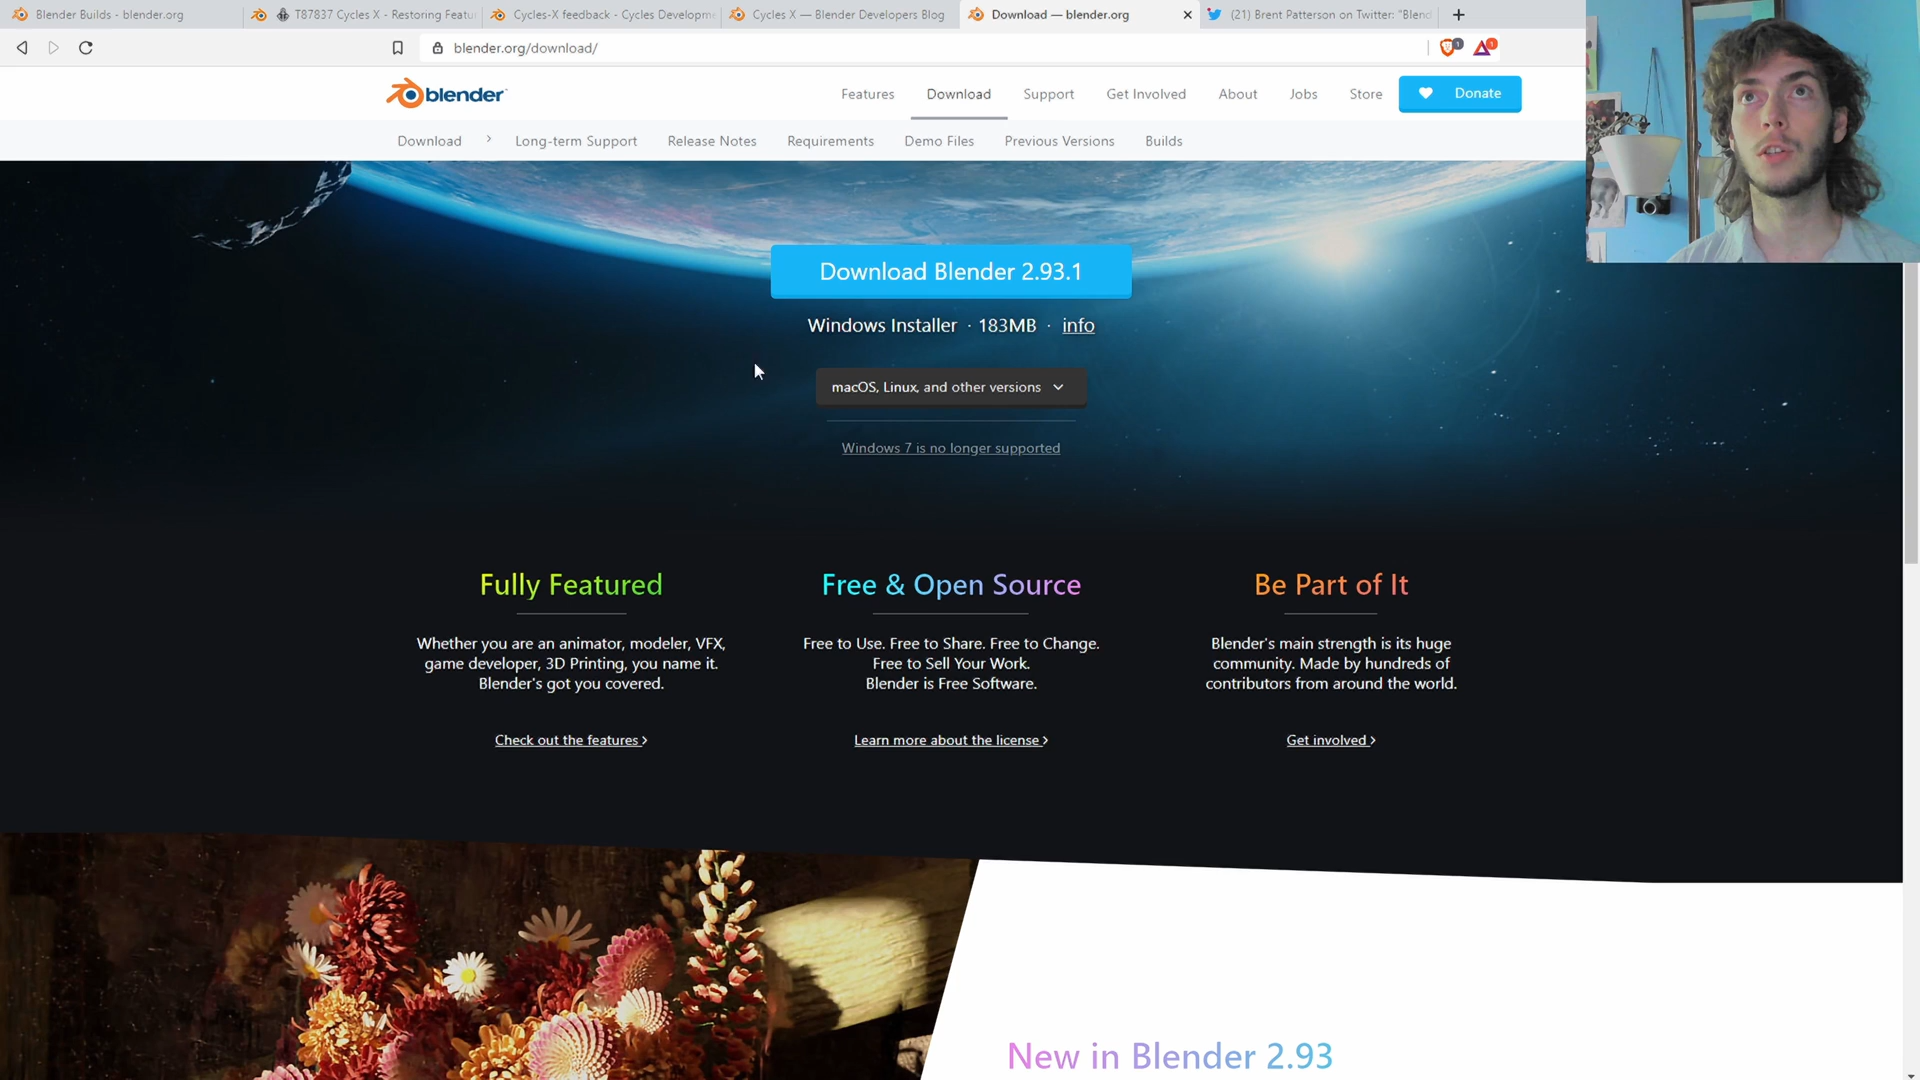 Blender Builds - blender.org
T87837 Cycles X - Restoring Featu
Cycles-X feedback - Cycles Developme
Cycles X — Blender Developers Blog
Download — blender.org
(21) Brent Patterson on Twitter: "Blend
blender.org/download/
1
1
blender
Features
Download
Support
Get Involved
About
Jobs
Store
Donate
Download
Long-term Support
Release Notes
Requirements
Demo Files
Previous Versions
Builds
Download Blender 2.93.1
Windows Installer · 183MB · info
macOS, Linux, and other versions
Windows 7 is no longer supported
Fully Featured
Whether you are an animator, modeler, VFX,
game developer, 3D Printing, you name it.
Blender's got you covered.
Check out the features
Free & Open Source
Free to Use. Free to Share. Free to Change.
Free to Sell Your Work.
Blender is Free Software.
Learn more about the license
Be Part of It
Blender's main strength is its huge
community. Made by hundreds of
contributors from around the world.
Get involved
New in Blender 2.93